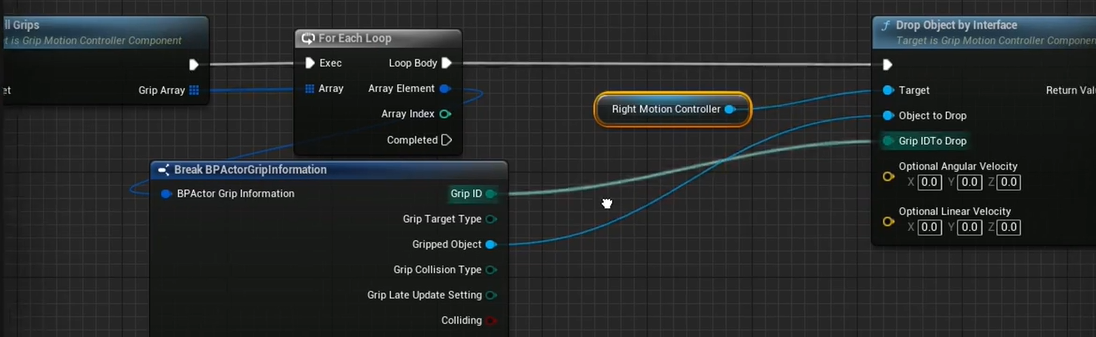 ll Grips
t is Grip Motion Controller Component
et
Grip Array
For Each Loop
Exec
Loop Body
Array
Array Element
Array Index
Completed
Break BPActorGripInformation
BPActor Grip Information
Grip ID
Grip Target Type
Gripped Object
Grip Collision Type
Grip Late Update Setting
Colliding
Right Motion Controller
f Drop Object by Interface
Target is Grip Motion Controller Componen
Target
Return Valu
Object to Drop
Grip IDTo Drop
Optional Angular Velocity
X 0.0 Y 0.0 Z 0.0
Optional Linear Velocity
X 0.0 Y 0.0 Z 0.0